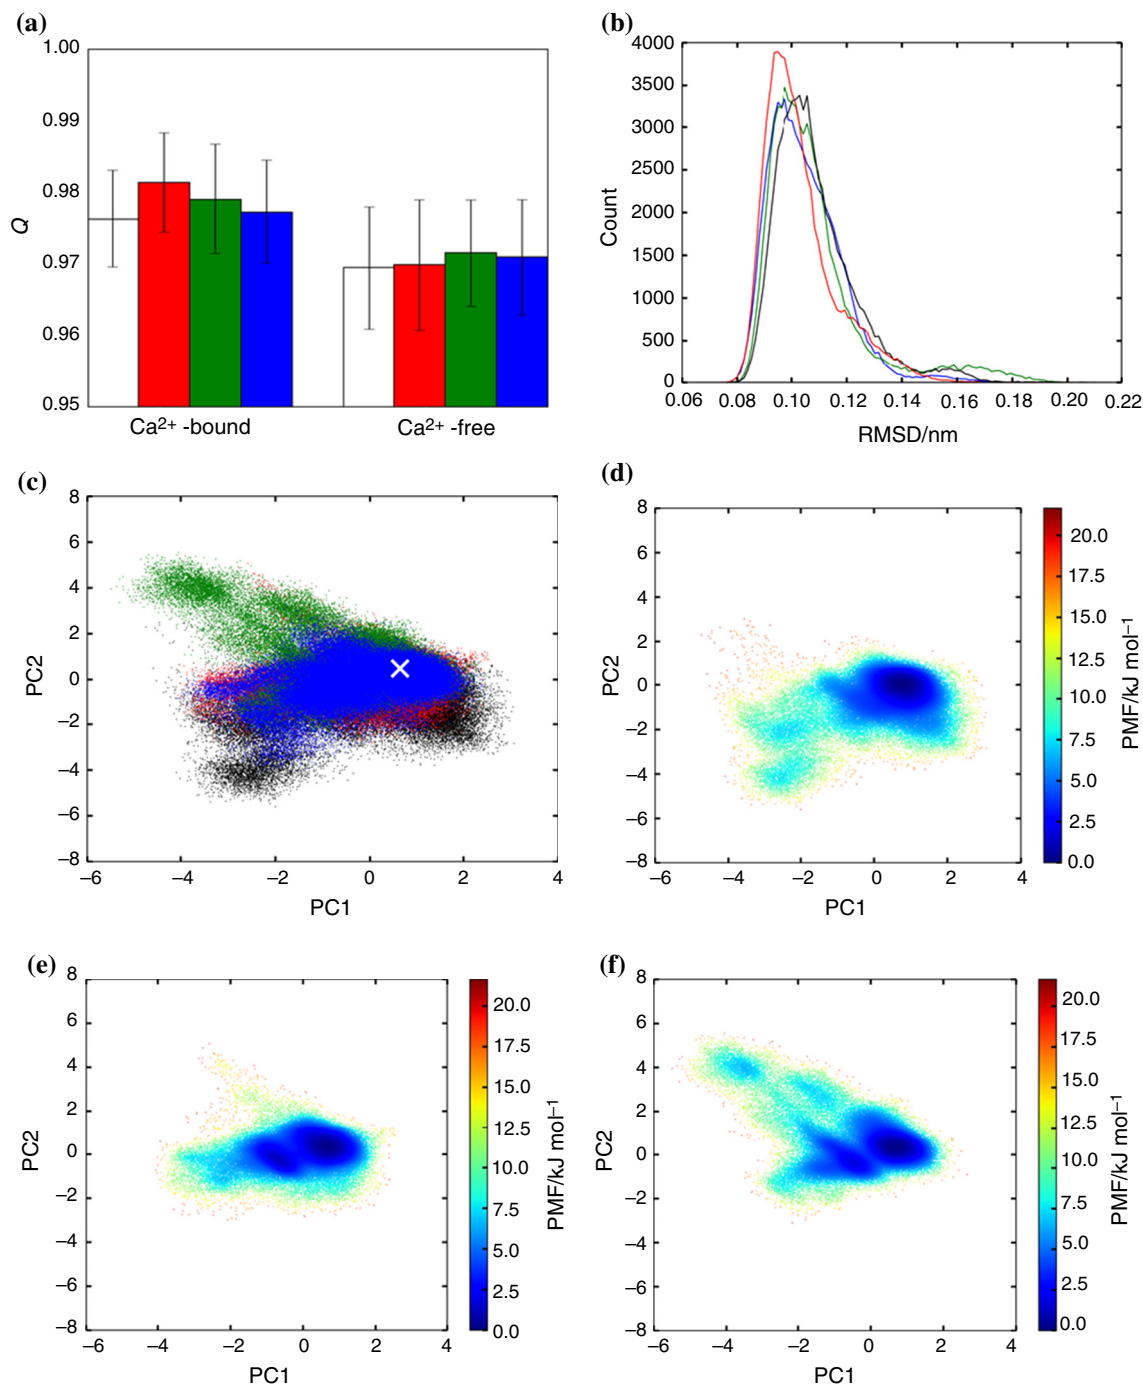 (a)
1.00
0.99
0.98
0.97
0.96
0.95
Q
Ca²⁺ -bound
Ca²⁺ -free
(b)
4000
3500
3000
2500
2000
1500
1000
500
0
Count
0.06 0.08 0.10 0.12 0.14 0.16 0.18 0.20 0.22
RMSD/nm
(c)
8
6
4
2
0
−2
−4
−6
−8
PC2
−6 −4 −2 0 2 4
PC1
(d)
8
6
4
2
0
−2
−4
−6
−8
PC2
−6 −4 −2 0 2 4
PC1
20.0
17.5
15.0
12.5
10.0
7.5
5.0
2.5
0.0
PMF/kJ mol⁻¹
(e)
8
6
4
2
0
−2
−4
−6
−8
PC2
−6 −4 −2 0 2 4
PC1
20.0
17.5
15.0
12.5
10.0
7.5
5.0
2.5
0.0
PMF/kJ mol⁻¹
(f)
8
6
4
2
0
−2
−4
−6
−8
PC2
−6 −4 −2 0 2 4
PC1
20.0
17.5
15.0
12.5
10.0
7.5
5.0
2.5
0.0
PMF/kJ mol⁻¹